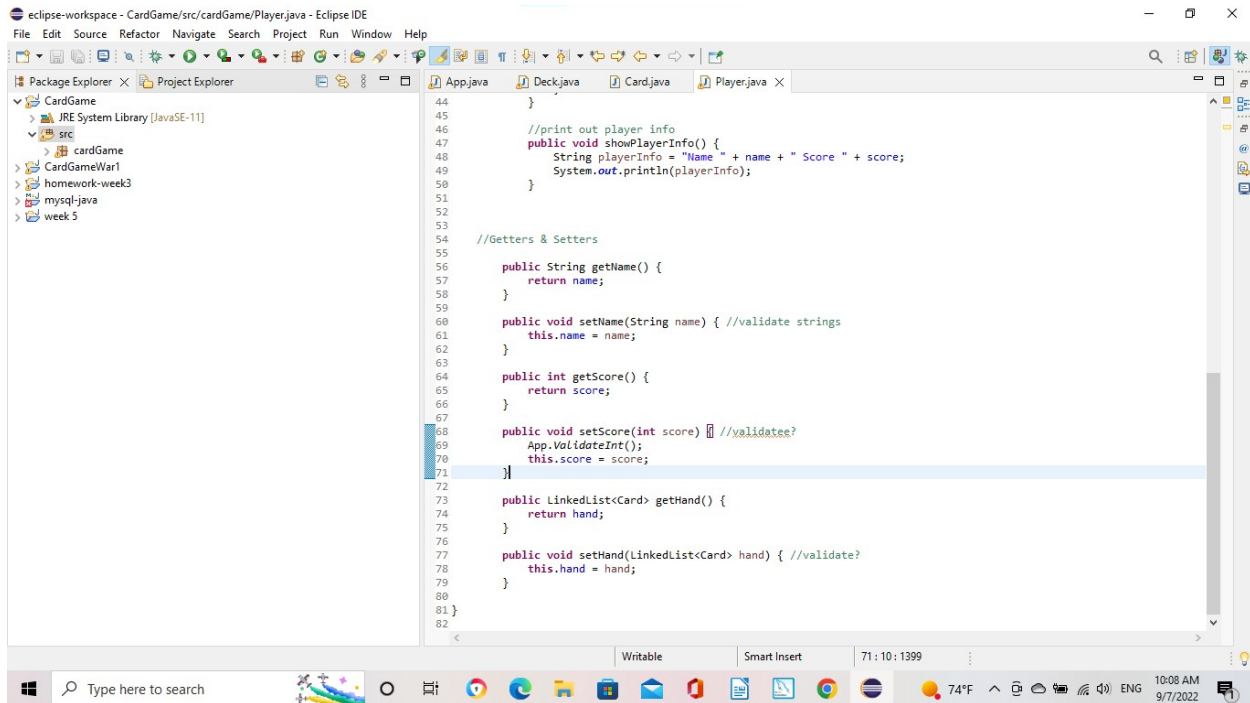 eclipse-workspace - CardGame/src/cardGame/Player.java - Eclipse IDE
File Edit Source Refactor Navigate Search Project Run Window Help
Package Explorer Project Explorer
App.java Deck.java Card.java Player.java
CardGame
JRE System Library [JavaSE-11]
src
cardGame
CardGameWar1
homework-week3
mysql-java
week 5
44 }
45
46 //print out player info
47 public void showPlayerInfo() {
48 String playerInfo = "Name " + name + " Score " + score;
49 System.out.println(playerInfo);
50 }
51
52
53
54 //Getters & Setters
55
56 public String getName() {
57 return name;
58 }
59
60 public void setName(String name) { //validate strings
61 this.name = name;
62 }
63
64 public int getScore() {
65 return score;
66 }
67
68 public void setScore(int score) { //validatee?
69 App.ValidateInt();
70 this.score = score;
71 }
72
73 public LinkedList<Card> getHand() {
74 return hand;
75 }
76
77 public void setHand(LinkedList<Card> hand) { //validate?
78 this.hand = hand;
79 }
80
81 }
82
Writable Smart Insert 71 : 10 : 1399
Type here to search
74°F ENG 10:08 AM
9/7/2022
1